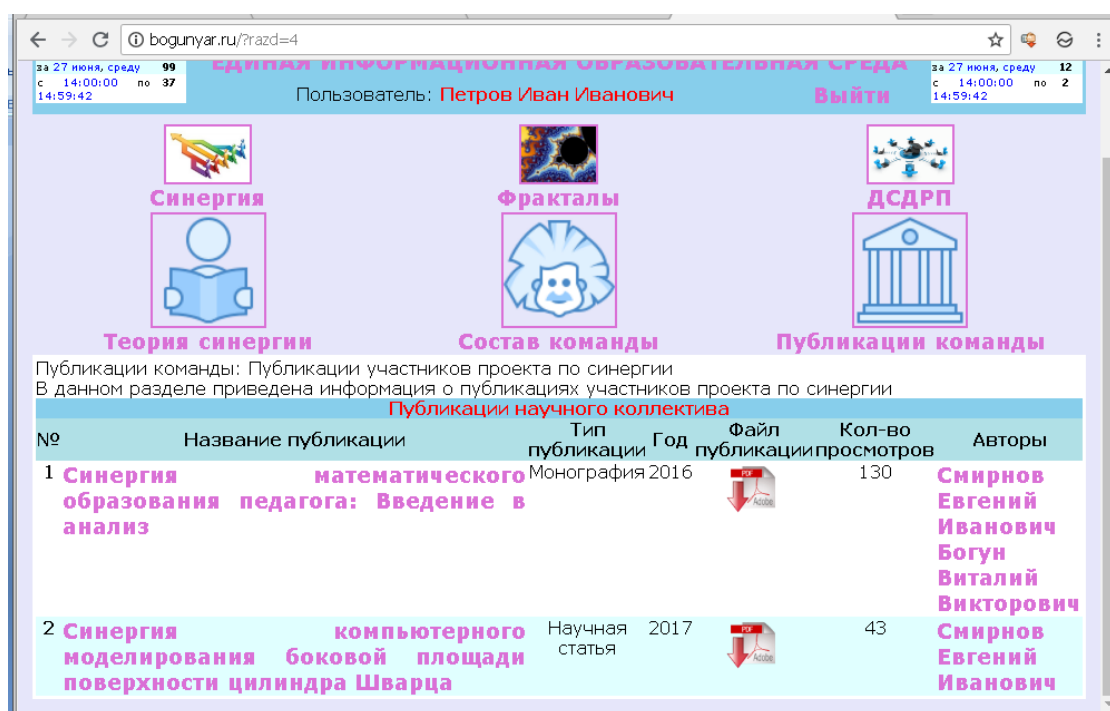 bogunyar.ru/?razd=4
за 27 июня, среду 99
с 14:00:00 по 37
14:59:42
ЕДИНАЯ ИНФОРМАЦИОННАЯ ОБРАЗОВАТЕЛЬНАЯ СРЕДА
Пользователь: Петров Иван Иванович Выйти
за 27 июня, среду 12
с 14:00:00 по 2
14:59:42
Синергия Фракталы ДСДРП
Теория синергии Состав команды Публикации команды
Публикации команды: Публикации участников проекта по синергии
В данном разделе приведена информация о публикациях участников проекта по синергии
Публикации научного коллектива
№ Название публикации Тип публикации Год Файл публикации Кол-во просмотров Авторы
1 Синергия математического
образования педагога: Введение в
анализ
Монография 2016
PDF
Adobe
130
Смирнов
Евгений
Иванович
Богун
Виталий
Викторович
2 Синергия компьютерного
моделирования боковой площади
поверхности цилиндра Шварца
Научная
статья
2017
PDF
Adobe
43
Смирнов
Евгений
Иванович